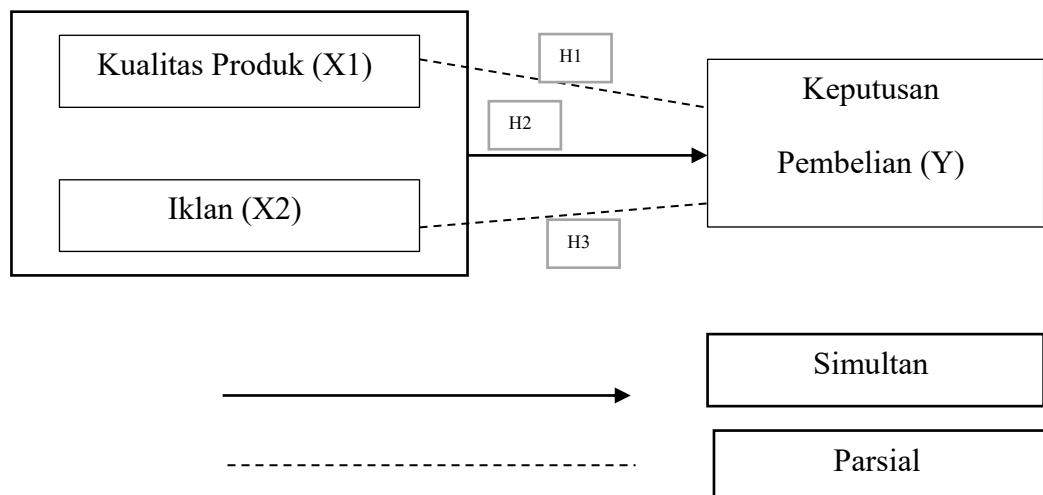 Kualitas Produk (X1)
H1
Keputusan
Pembelian (Y)
H2
Iklan (X2)
H3
Simultan
Parsial